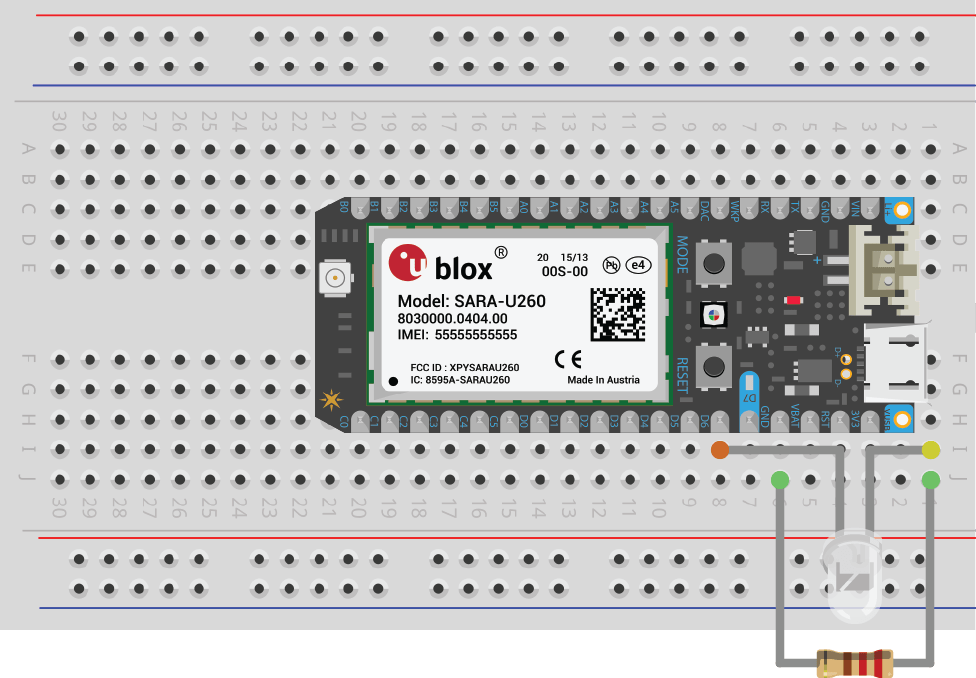 30 29 28 27 26 25 24 23 22 21 20 19 18 17 16 15 14 13 12 11 10 9 8 7 6 5 4 3 2 1
A A
B B
B0 B1 B2 B3 B4 B5 A0 A1 A2 A3 A4 A5 DAC WKP RX TX GND VIN LI+
C C
D D
E E
MODE
+
u blox ®
20 15/13
00S-00
Pb e4
Model: SARA-U260
8030000.0404.00
IMEI: 55555555555
FCC ID : XPYSARAU260
IC: 8595A-SARAU260
CE
Made In Austria
RESET
D+
D-
F F
G G
D7
C0 C1 C2 C3 C4 C5 D0 D1 D2 D3 D4 D5 D6 GND VBAT RST 3V3
H H
I I
J J
30 29 28 27 26 25 24 23 22 21 20 19 18 17 16 15 14 13 12 11 10 9 8 7 6 5 4 3 2 1